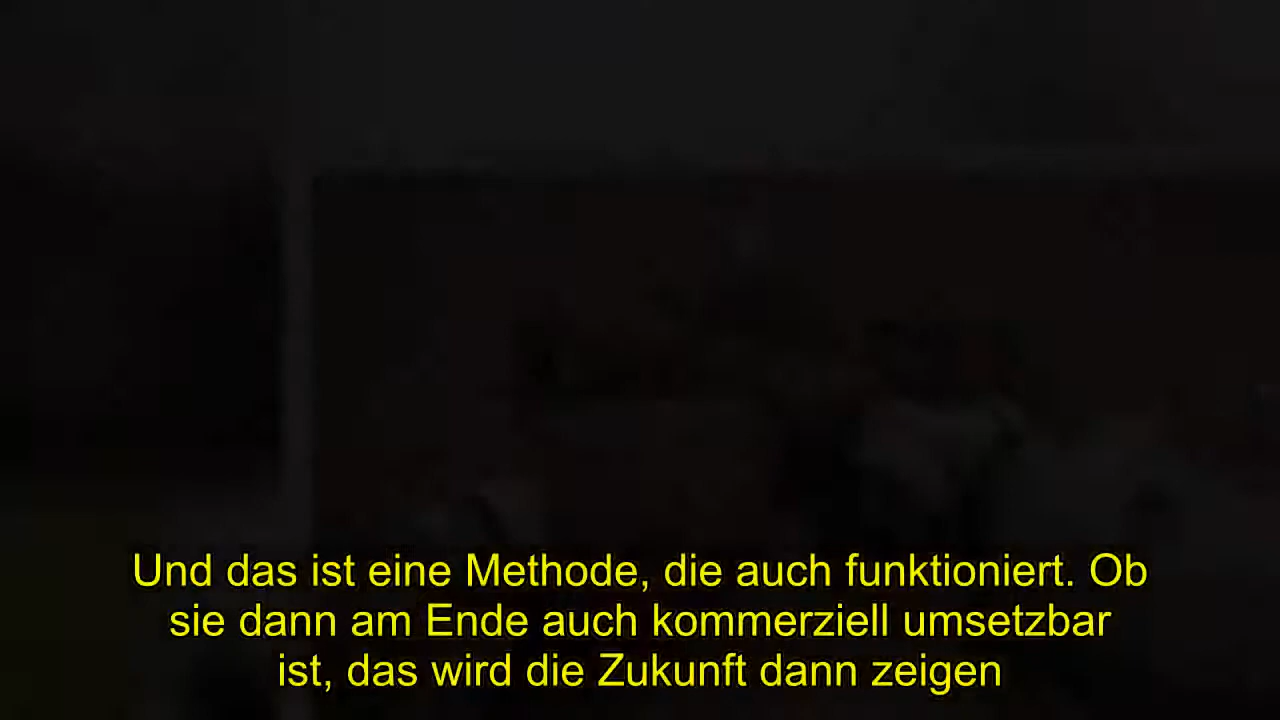 Und das ist eine Methode, die auch funktioniert. Ob
sie dann am Ende auch kommerziell umsetzbar
ist, das wird die Zukunft dann zeigen